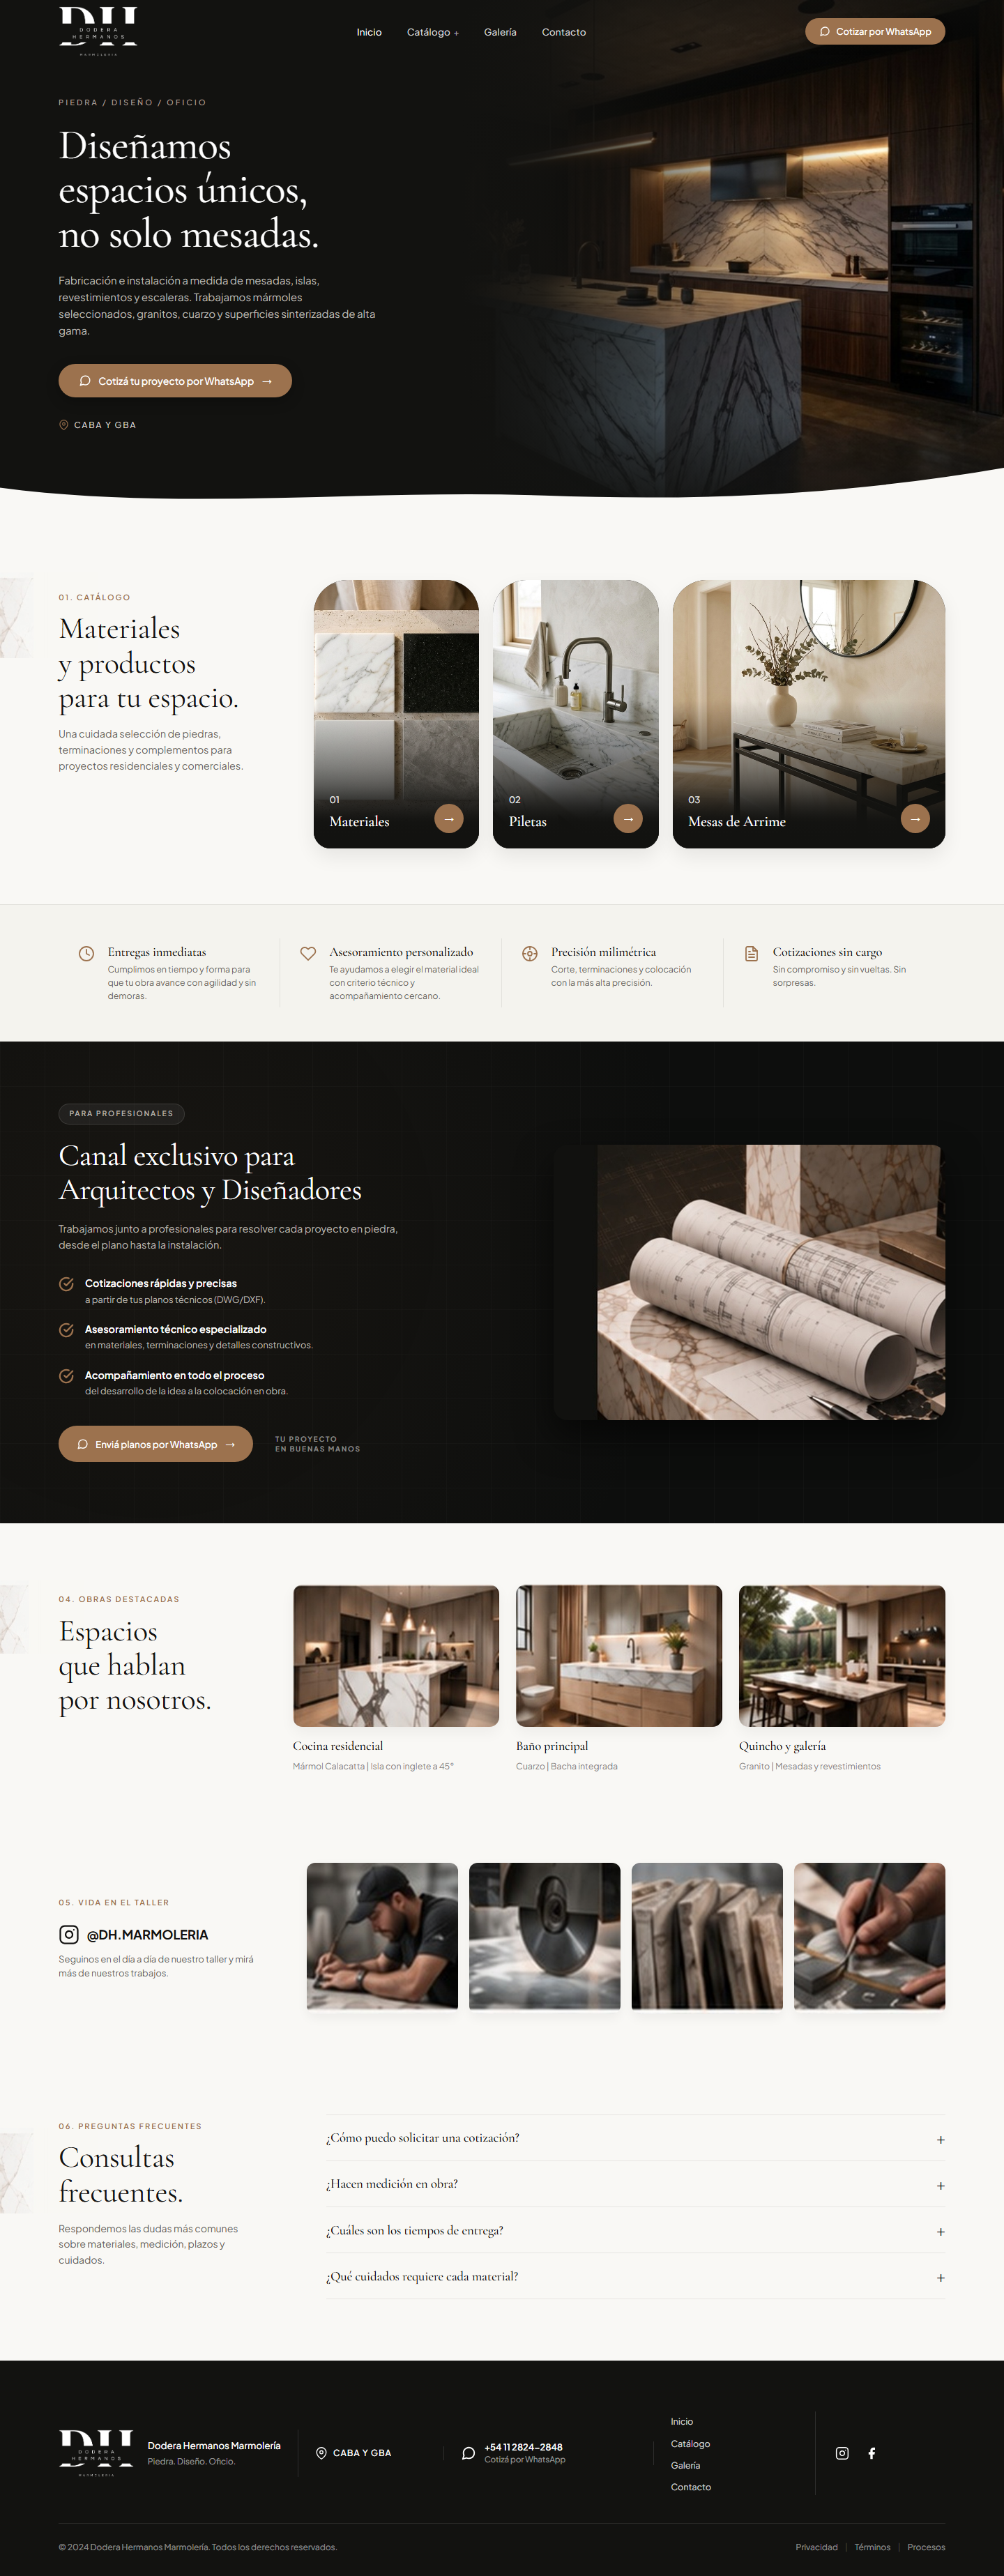 DH
DODERA
HERMANOS
MARMOLERIA
Inicio
Catálogo +
Galería
Contacto
Cotizar por WhatsApp
PIEDRA / DISEÑO / OFICIO
Diseñamos
espacios únicos,
no solo mesadas.
Fabricación e instalación a medida de mesadas, islas,
revestimientos y escaleras. Trabajamos mármoles
seleccionados, granitos, cuarzo y superficies sinterizadas de alta
gama.
Cotizá tu proyecto por WhatsApp →
CABA Y GBA
01. CATÁLOGO
Materiales
y productos
para tu espacio.
Una cuidada selección de piedras,
terminaciones y complementos para
proyectos residenciales y comerciales.
01
Materiales →
02
Piletas →
03
Mesas de Arrime →
Entregas inmediatas
Cumplimos en tiempo y forma para
que tu obra avance con agilidad y sin
demoras.
Asesoramiento personalizado
Te ayudamos a elegir el material ideal
con criterio técnico y
acompañamiento cercano.
Precisión milimétrica
Corte, terminaciones y colocación
con la más alta precisión.
Cotizaciones sin cargo
Sin compromiso y sin vueltas. Sin
sorpresas.
PARA PROFESIONALES
Canal exclusivo para
Arquitectos y Diseñadores
Trabajamos junto a profesionales para resolver cada proyecto en piedra,
desde el plano hasta la instalación.
Cotizaciones rápidas y precisas
a partir de tus planos técnicos (DWG/DXF).
Asesoramiento técnico especializado
en materiales, terminaciones y detalles constructivos.
Acompañamiento en todo el proceso
del desarrollo de la idea a la colocación en obra.
Enviá planos por WhatsApp →
TU PROYECTO
EN BUENAS MANOS
04. OBRAS DESTACADAS
Espacios
que hablan
por nosotros.
Cocina residencial
Mármol Calacatta | Isla con inglete a 45°
Baño principal
Cuarzo | Bacha integrada
Quincho y galería
Granito | Mesadas y revestimientos
05. VIDA EN EL TALLER
@DH.MARMOLERIA
Seguinos en el día a día de nuestro taller y mirá
más de nuestros trabajos.
06. PREGUNTAS FRECUENTES
Consultas
frecuentes.
Respondemos las dudas más comunes
sobre materiales, medición, plazos y
cuidados.
¿Cómo puedo solicitar una cotización? +
¿Hacen medición en obra? +
¿Cuáles son los tiempos de entrega? +
¿Qué cuidados requiere cada material? +
DH
DODERA
HERMANOS
MARMOLERIA
Dodera Hermanos Marmolería
Piedra. Diseño. Oficio.
CABA Y GBA
+54 11 2824-2848
Cotizá por WhatsApp
Inicio
Catálogo
Galería
Contacto
© 2024 Dodera Hermanos Marmolería. Todos los derechos reservados.
Privacidad | Términos | Procesos